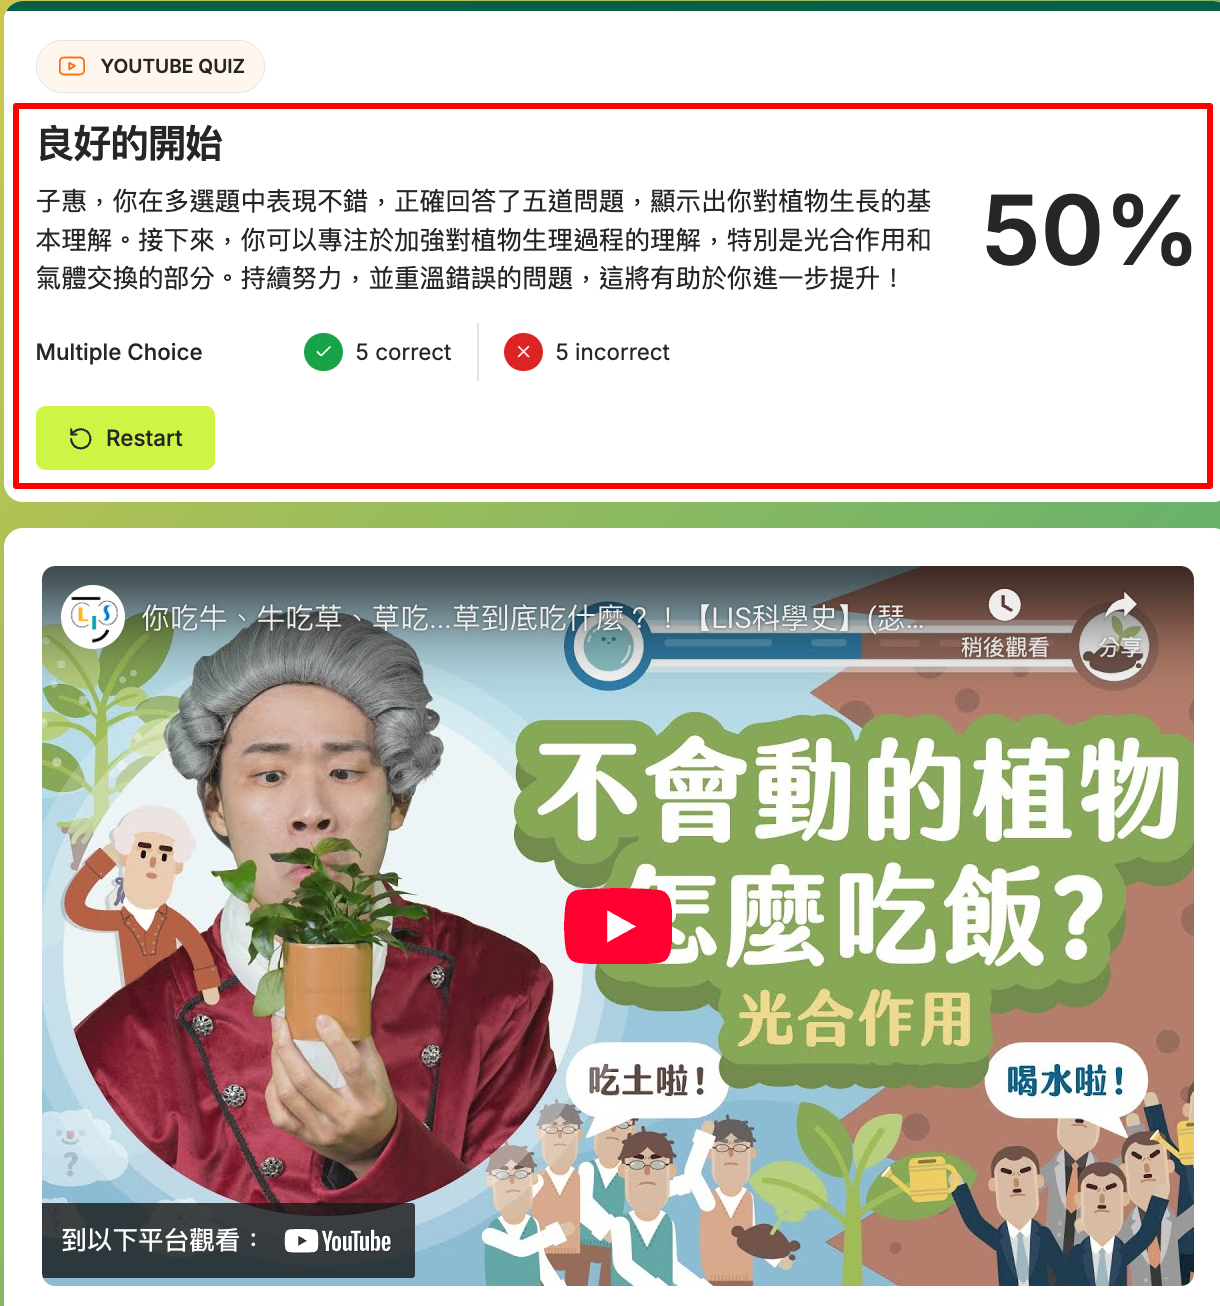 YOUTUBE QUIZ
良好的開始
子惠，你在多選題中表現不錯，正確回答了五道問題，顯示出你對植物生長的基
本理解。接下來，你可以專注於加強對植物生理過程的理解，特別是光合作用和
氣體交換的部分。持續努力，並重溫錯誤的問題，這將有助於你進一步提升！
50%
Multiple Choice
5 correct
5 incorrect
Restart
LIS
你吃牛、牛吃草、草吃...草到底吃什麼？！【LIS科學史】(瑟...
稍後觀看
分享
不會動的植物
怎麼吃飯?
光合作用
吃土啦!
喝水啦!
?
到以下平台觀看：
YouTube